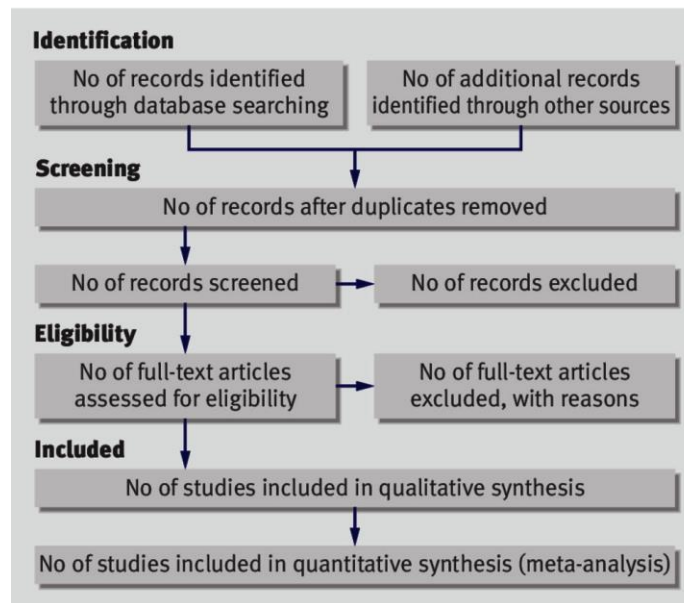 Identification
No of records identified
through database searching
No of additional records
identified through other sources
Screening
No of records after duplicates removed
No of records screened
No of records excluded
Eligibility
No of full-text articles
assessed for eligibility
No of full-text articles
excluded, with reasons
Included
No of studies included in qualitative synthesis
No of studies included in quantitative synthesis (meta-analysis)